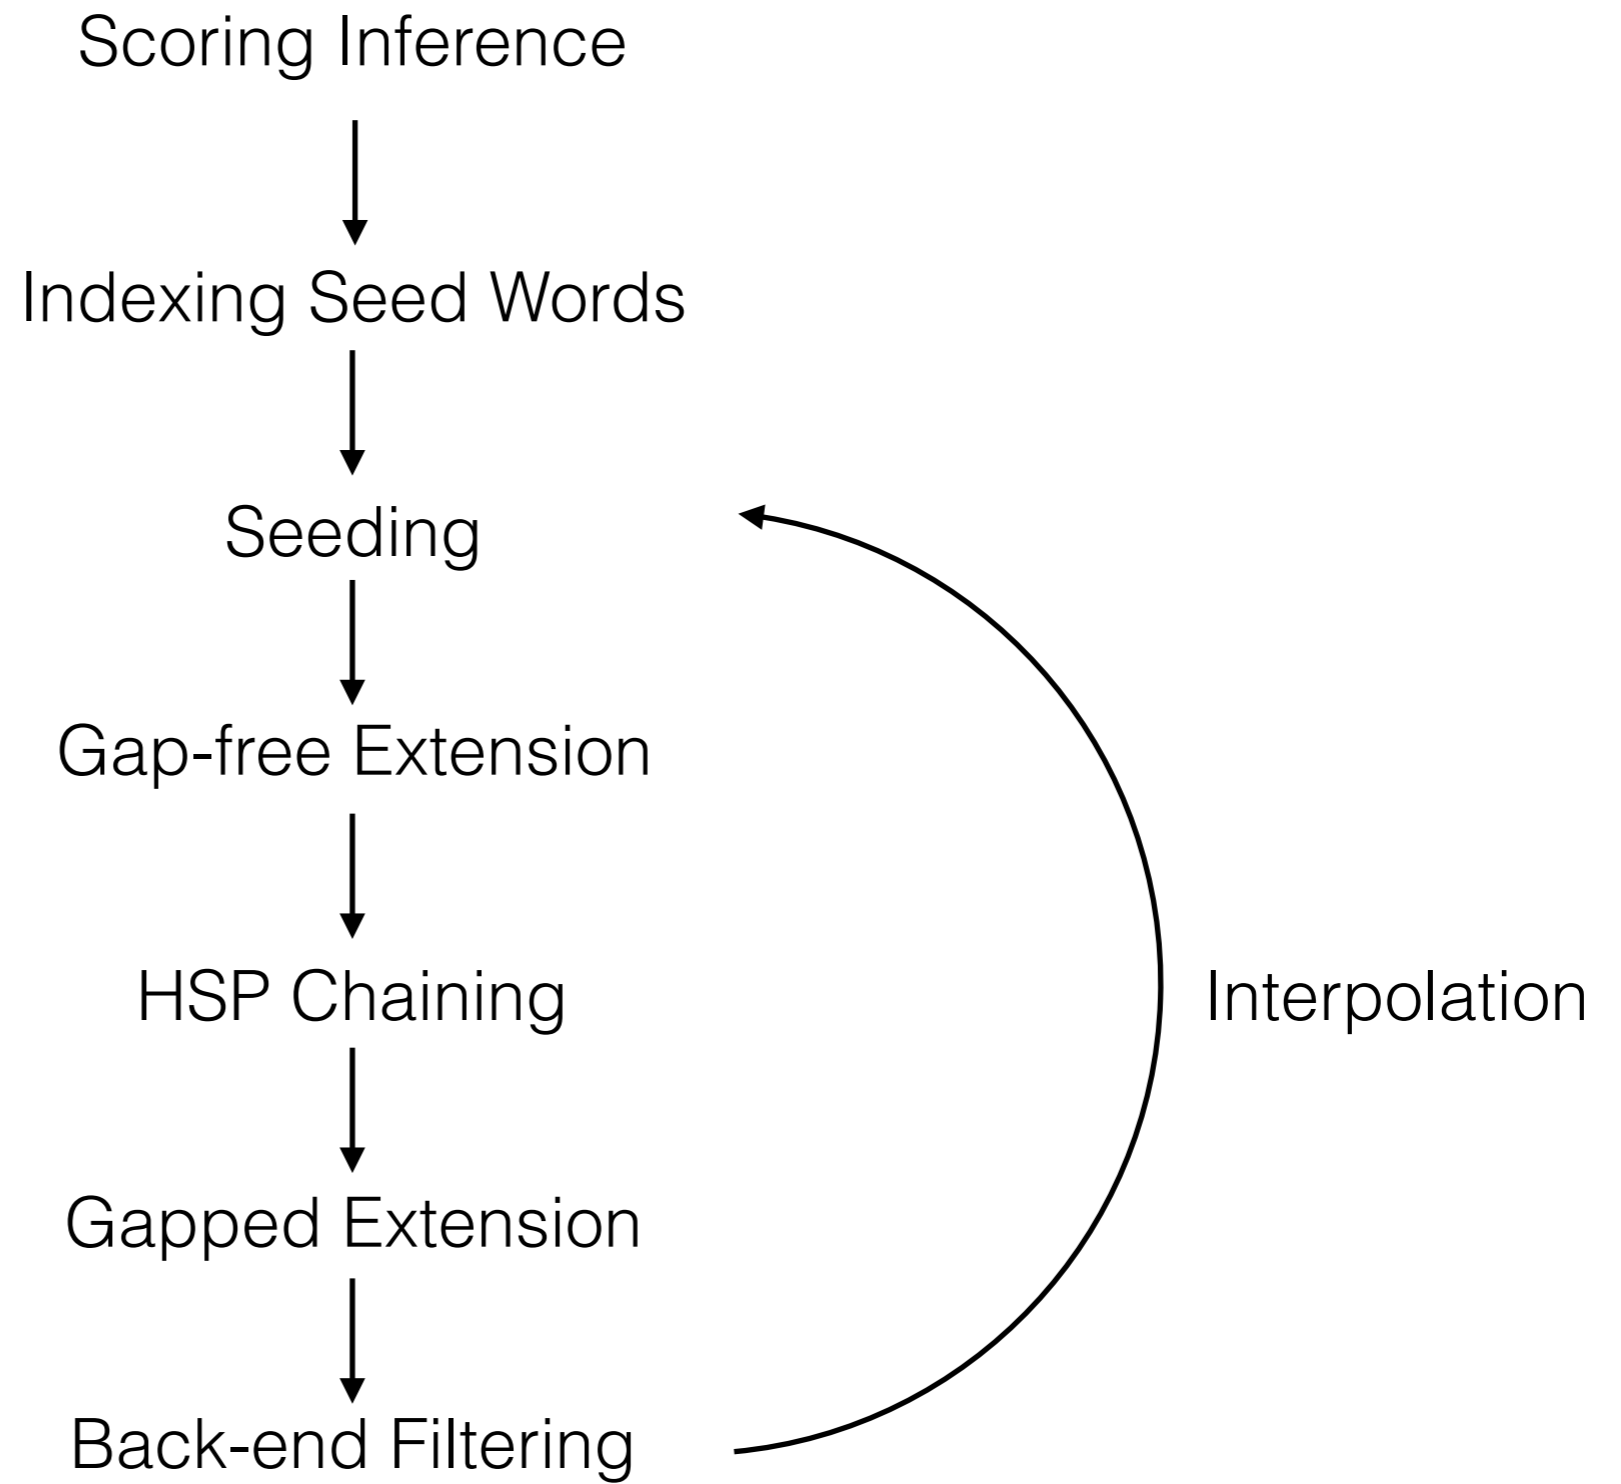 Scoring Inference
Indexing Seed Words
Seeding
Gap-free Extension
HSP Chaining
Interpolation
Gapped Extension
Back-end Filtering